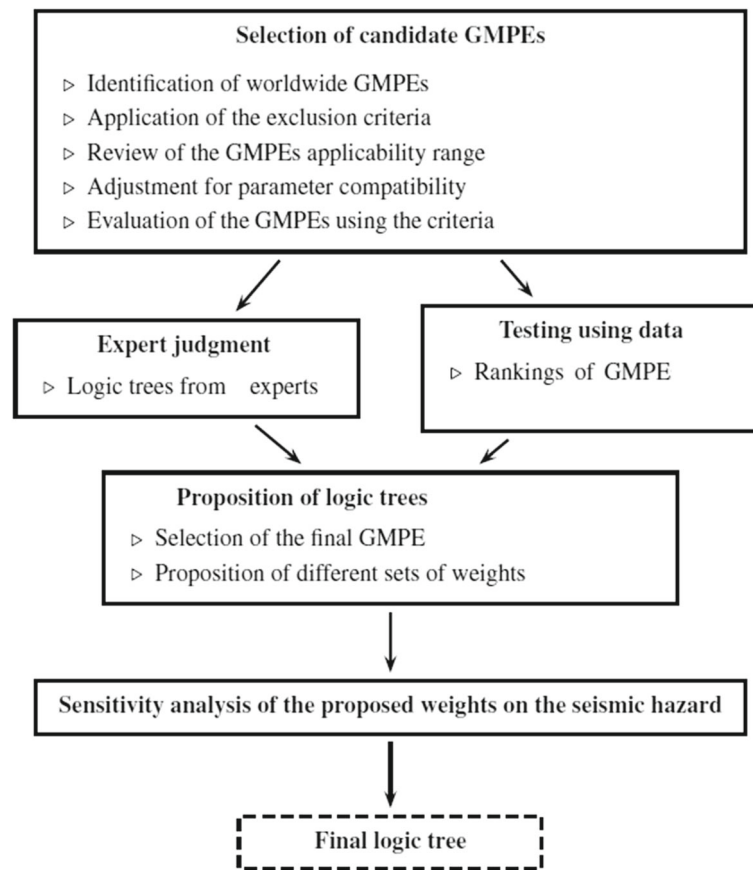 Selection of candidate GMPEs
▷ Identification of worldwide GMPEs
▷ Application of the exclusion criteria
▷ Review of the GMPEs applicability range
▷ Adjustment for parameter compatibility
▷ Evaluation of the GMPEs using the criteria
Expert judgment
▷ Logic trees from experts
Testing using data
▷ Rankings of GMPE
Proposition of logic trees
▷ Selection of the final GMPE
▷ Proposition of different sets of weights
Sensitivity analysis of the proposed weights on the seismic hazard
Final logic tree